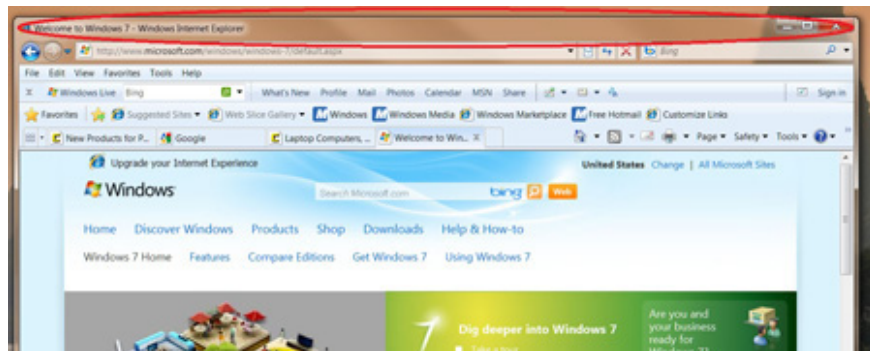 Welcome to Windows 7 - Windows Internet Explorer
http://www.microsoft.com/windows/windows-7/default.aspx
Bing
File Edit View Favorites Tools Help
X Windows Live Bing What's New Profile Mail Photos Calendar MSN Share Sign in
Favorites Suggested Sites Web Slice Gallery Windows Windows Media Windows Marketplace Free Hotmail Customize Links
New Products for P... Google Laptop Computers, ... Welcome to Win... X Page Safety Tools
Upgrade your Internet Experience United States Change | All Microsoft Sites
Windows Search Microsoft.com bing Web
Home Discover Windows Products Shop Downloads Help & How-to
Windows 7 Home Features Compare Editions Get Windows 7 Using Windows 7
7 Dig deeper into Windows 7
Take a tour
Are you and
your business
ready for
Windows 7?